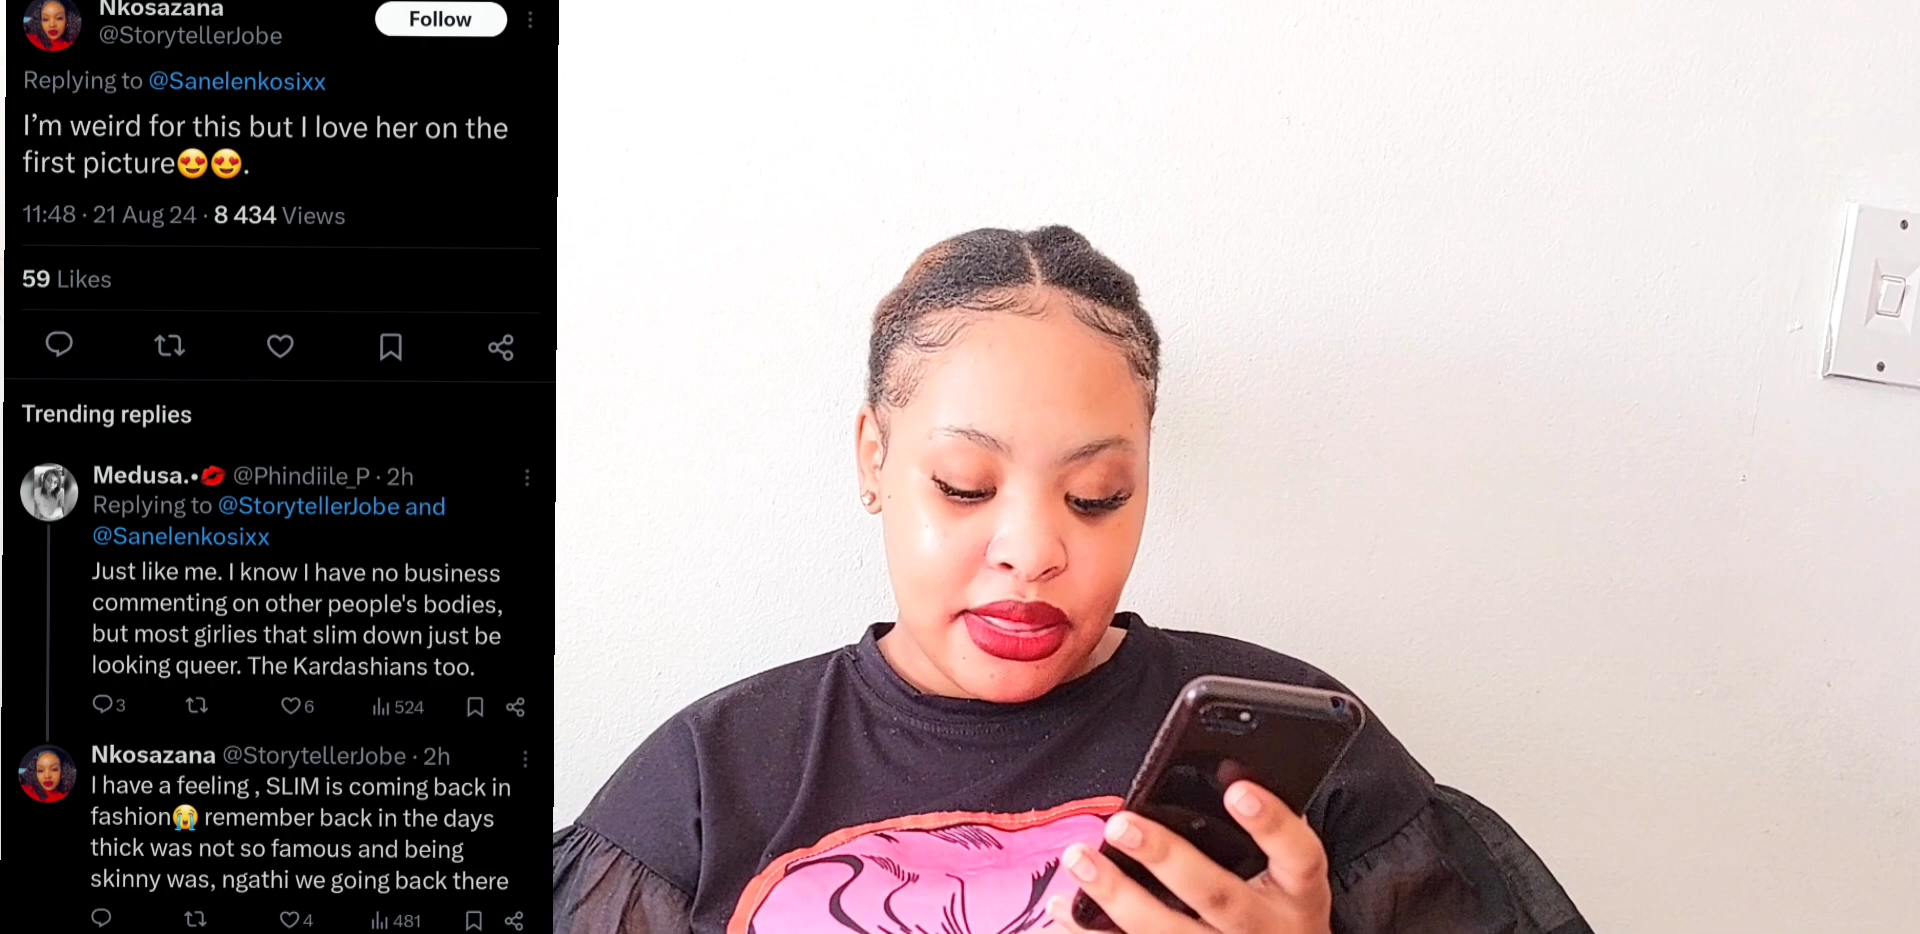 Nkosazana
@StorytellerJobe
Follow
Replying to @Sanelenkosixx
I’m weird for this but I love her on the
first picture😍😍.
11:48 · 21 Aug 24 · 8 434 Views
59 Likes
Trending replies
Medusa.•💋 @Phindiile_P · 2h
Replying to @StorytellerJobe and
@Sanelenkosixx
Just like me. I know I have no business
commenting on other people's bodies,
but most girlies that slim down just be
looking queer. The Kardashians too.
3 6 524
Nkosazana @StorytellerJobe · 2h
I have a feeling , SLIM is coming back in
fashion😭 remember back in the days
thick was not so famous and being
skinny was, ngathi we going back there
4 481